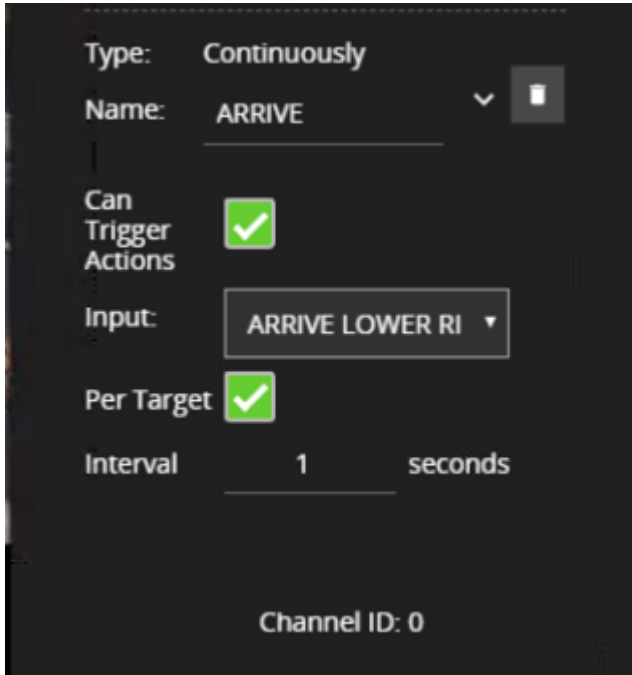 Type: Continuously
Name: ARRIVE
Can
Trigger
Actions
Input: ARRIVE LOWER RI
Per Target
Interval 1 seconds
Channel ID: 0